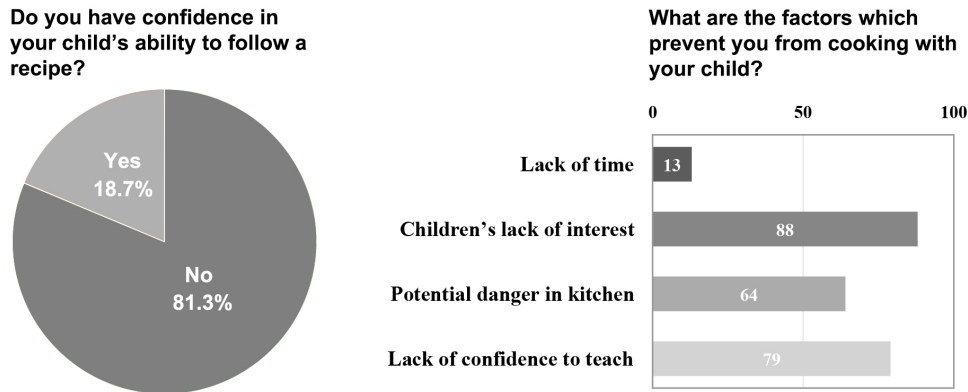 Do you have confidence in
your child's ability to follow a
recipe?
Yes
18.7%
No
81.3%
What are the factors which
prevent you from cooking with
your child?
0 50 100
Lack of time 13
Children's lack of interest 88
Potential danger in kitchen 64
Lack of confidence to teach 79